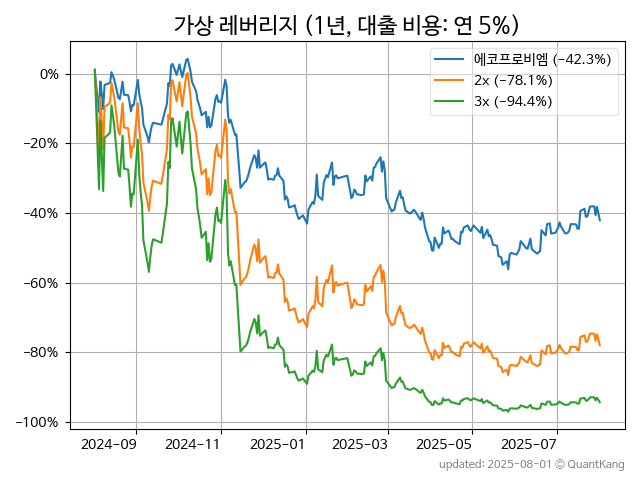 가상 레버리지 (1년, 대출 비용: 연 5%)
에코프로비엠 (−42.3%)
2x (−78.1%)
3x (−94.4%)
0%
−20%
−40%
−60%
−80%
−100%
2024-09
2024-11
2025-01
2025-03
2025-05
2025-07
updated: 2025-08-01 © QuantKang